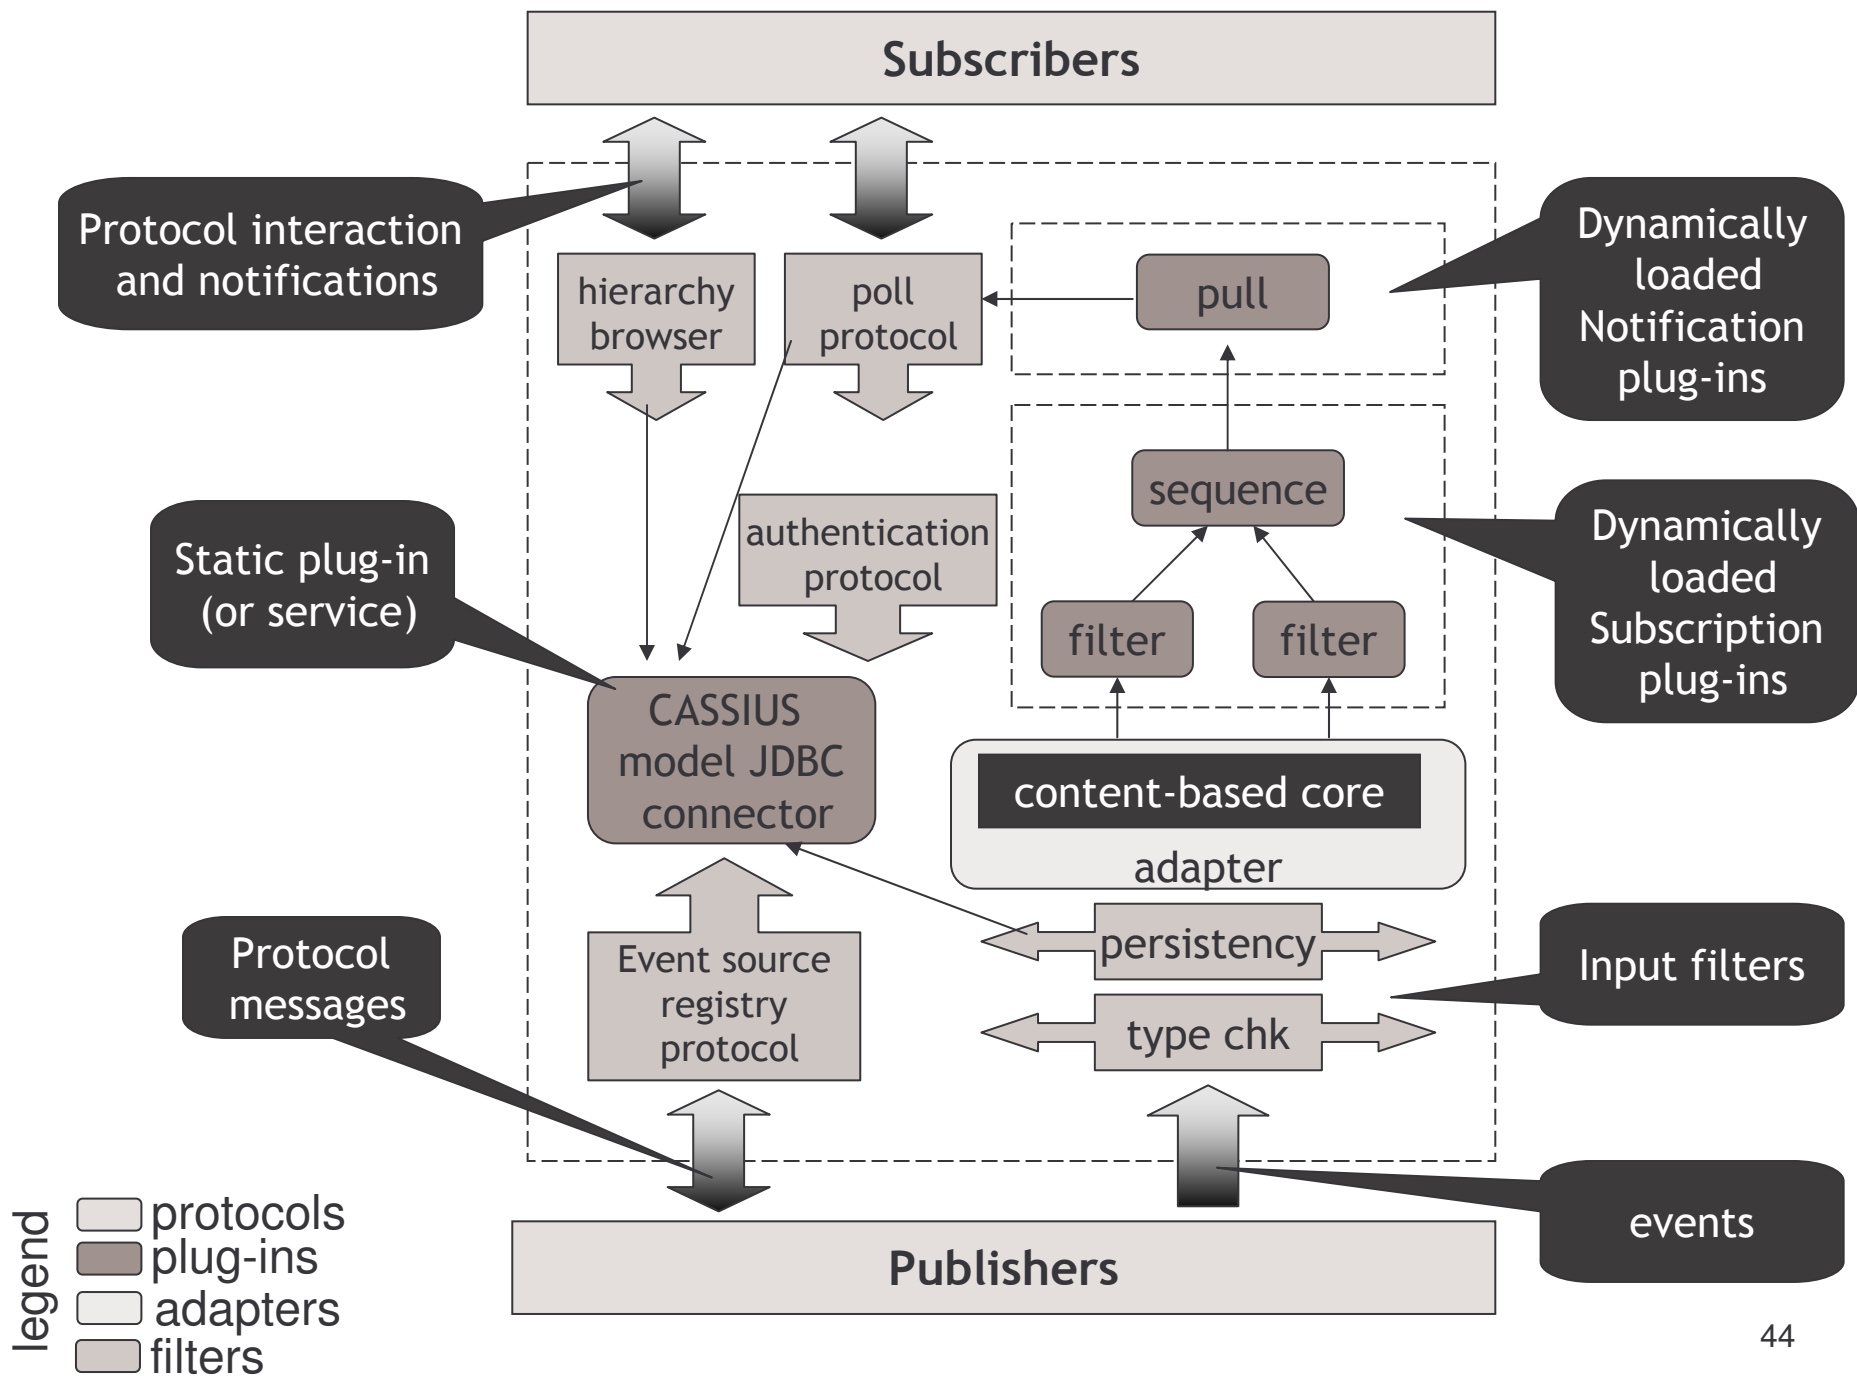 Subscribers
Protocol interaction
and notifications
Dynamically
loaded
Notification
plug-ins
hierarchy
browser
poll
protocol
pull
Static plug-in
(or service)
authentication
protocol
sequence
filter
filter
Dynamically
loaded
Subscription
plug-ins
CASSIUS
model JDBC
connector
content-based core
adapter
Protocol
messages
Event source
registry
protocol
persistency
type chk
Input filters
events
Publishers
legend
protocols
plug-ins
adapters
filters
44